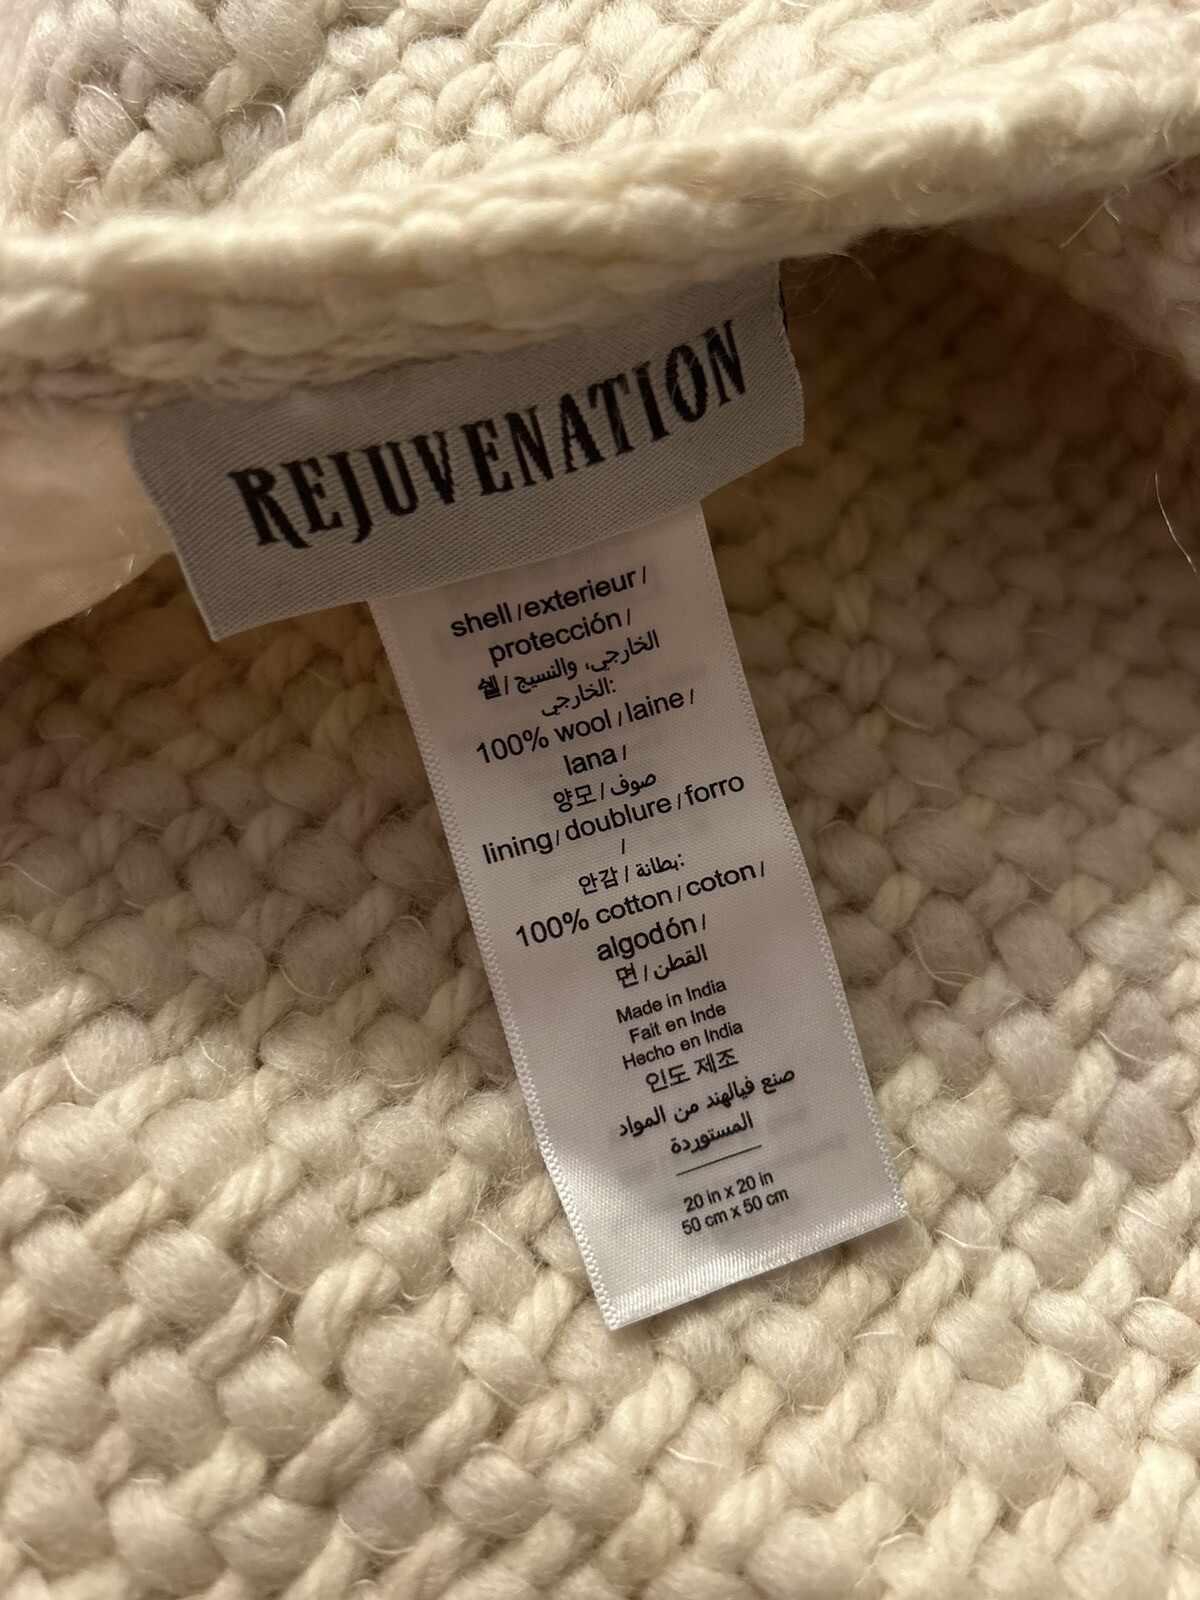 REJUVENATION
shell / exterieur /
protección /
쉘 / الخارجي، والنسيج
الخارجي:
100% wool / laine /
lana /
양모 / صوف
lining / doublure / forro
/
안감 / بطانة:
100% cotton / coton /
algodón /
면 / القطن
Made in India
Fait en Inde
Hecho en India
인도 제조
صنع فيالهند من المواد
المستوردة
20 in x 20 in
50 cm x 50 cm